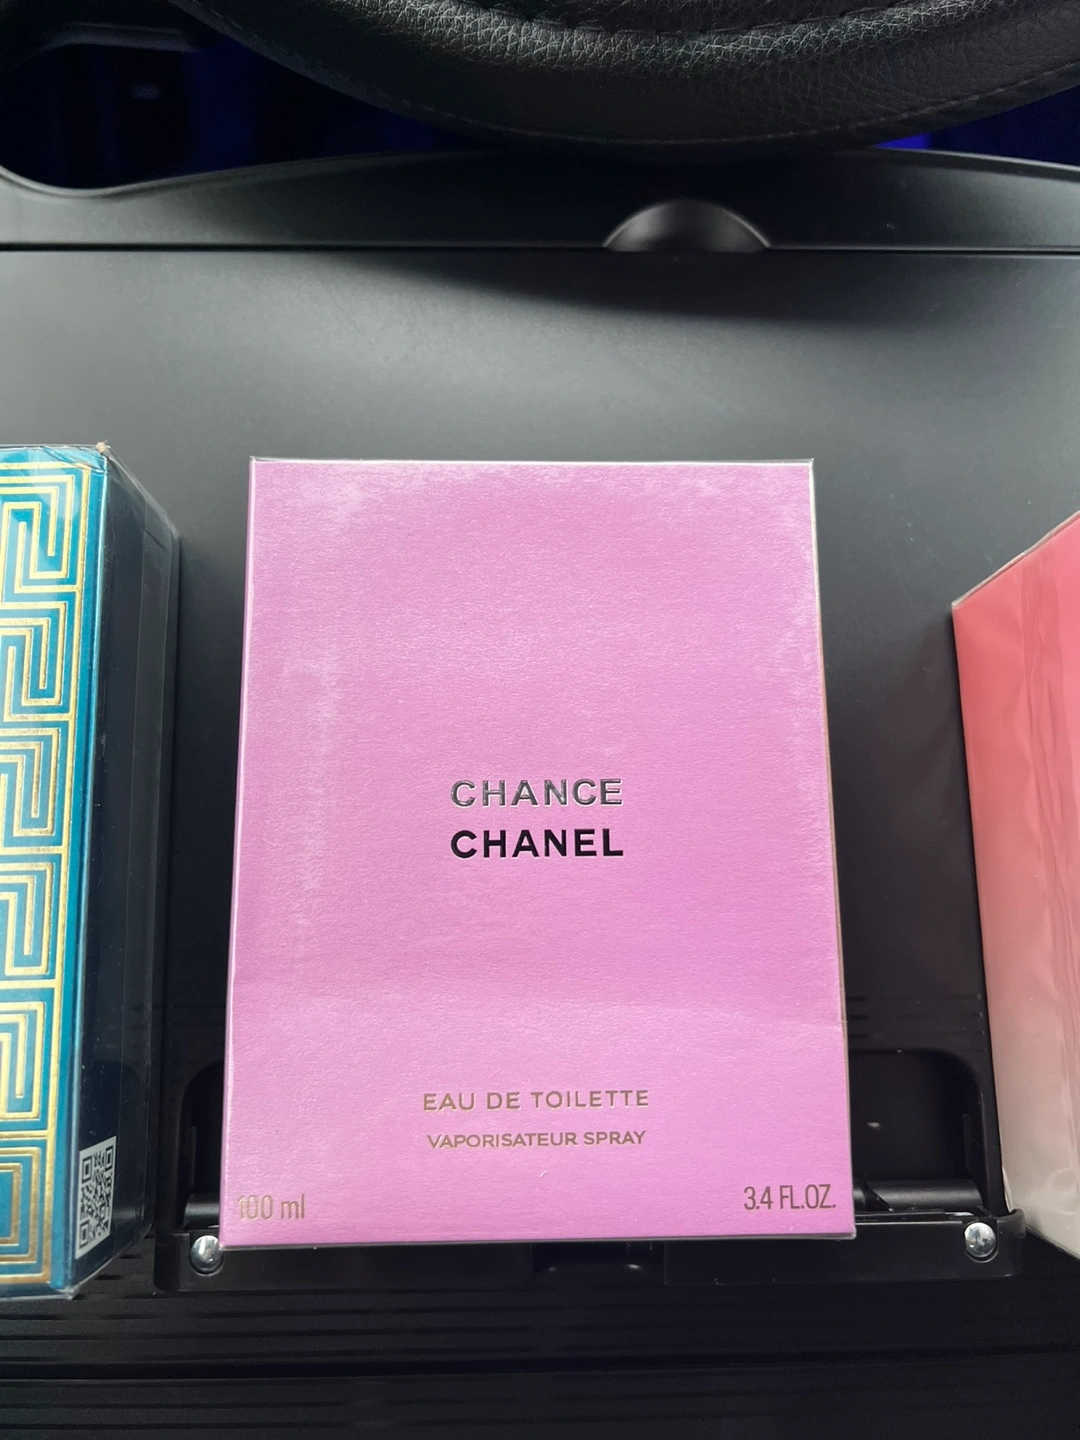 CHANCE
CHANEL
EAU DE TOILETTE
VAPORISATEUR SPRAY
100 ml
3.4 FL.OZ.